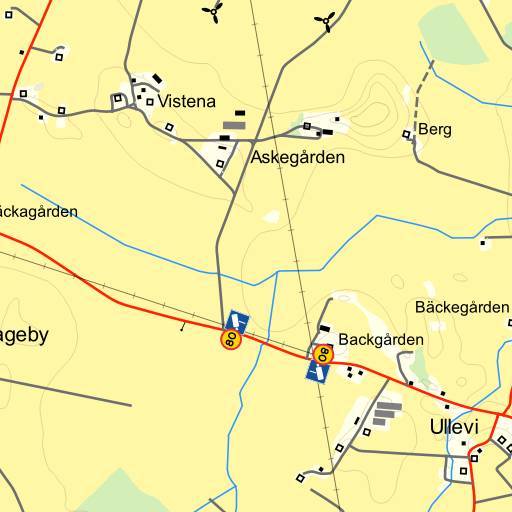 Vistena
Berg
Askegården
äckagården
Bäckegården
80
ageby
Backgården
80
Ullevi